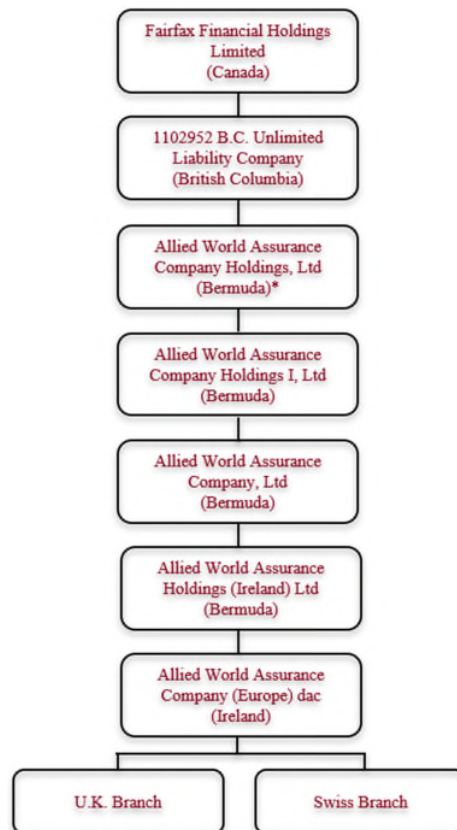 Fairfax Financial Holdings
Limited
(Canada)
1102952 B.C. Unlimited
Liability Company
(British Columbia)
Allied World Assurance
Company Holdings, Ltd
(Bermuda)*
Allied World Assurance
Company Holdings I, Ltd
(Bermuda)
Allied World Assurance
Company, Ltd
(Bermuda)
Allied World Assurance
Holdings (Ireland) Ltd
(Bermuda)
Allied World Assurance
Company (Europe) dac
(Ireland)
U.K. Branch
Swiss Branch